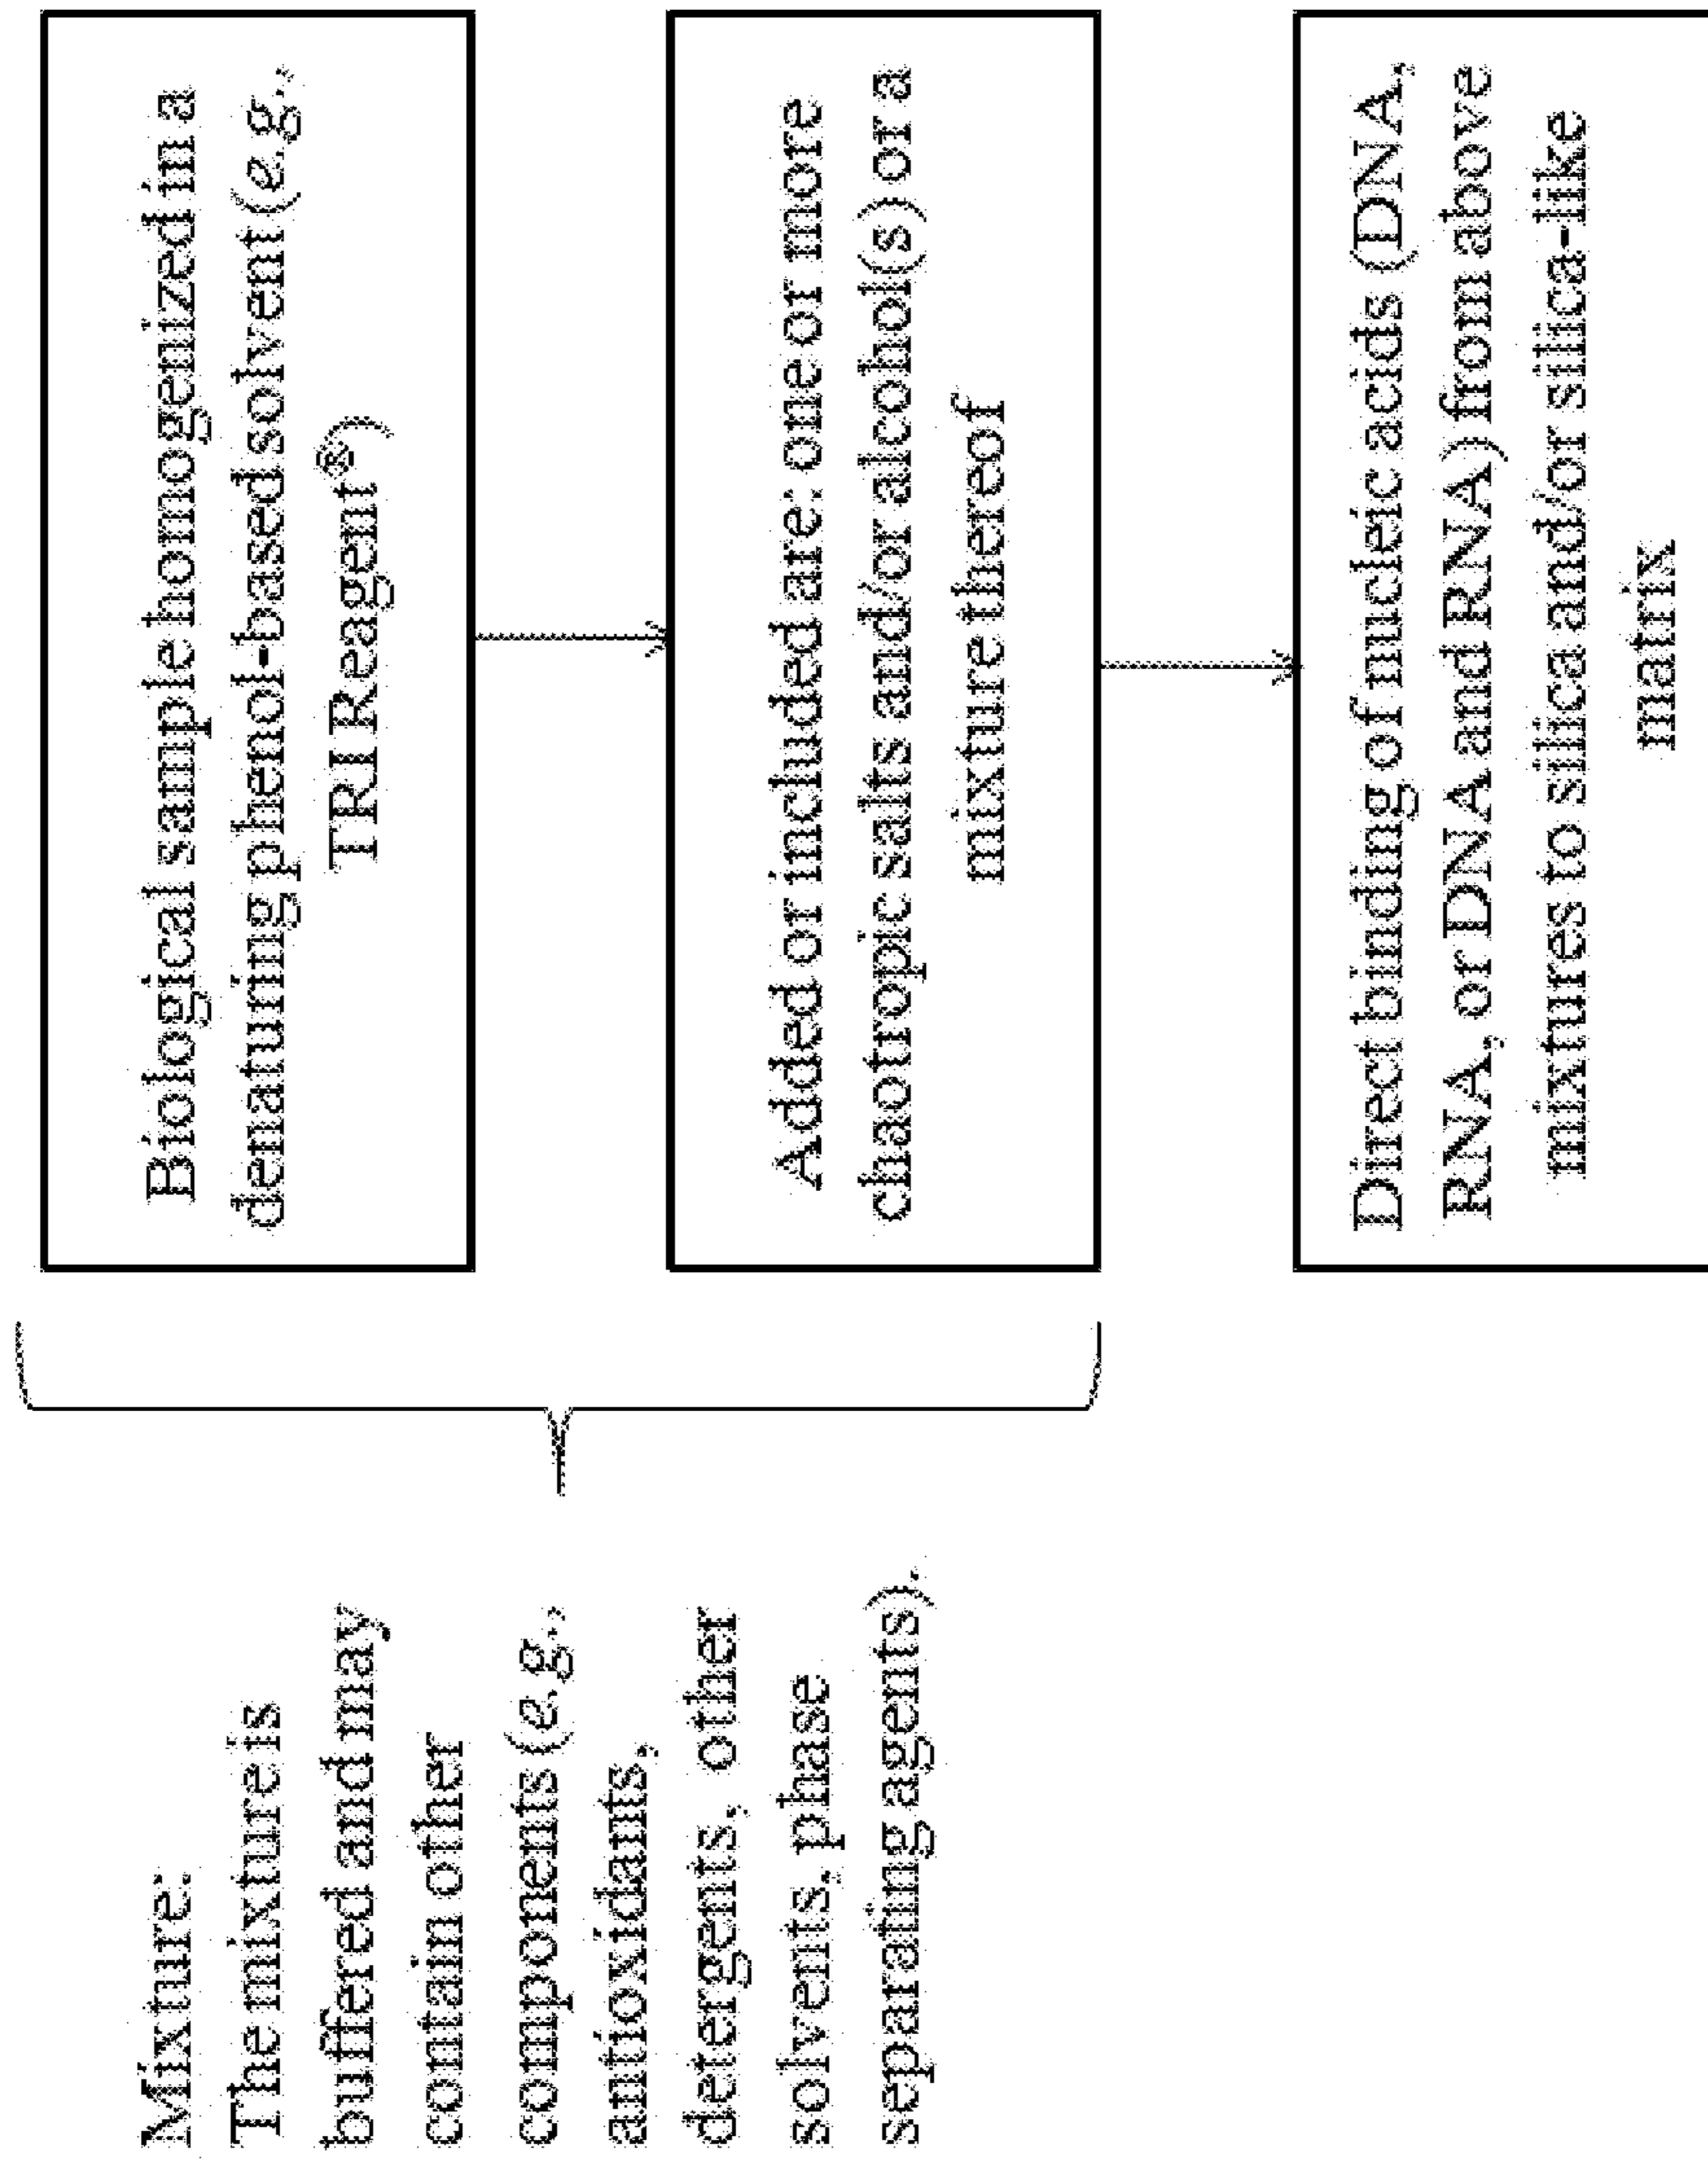 Mixture:
The mixture is
buffered and may
contain other
components (e.g.,
antioxidants,
detergents, other
solvents, phase
separating agents).
Biological sample homogenized in a
denaturing phenol-based solvent (e.g.,
TRI Reagent®)
Added or included are: one or more
chaotropic salts and/or alcohol(s) or a
mixture thereof
Direct binding of nucleic acids (DNA,
RNA, or DNA and RNA) from above
mixtures to silica and/or silica-like
matrix